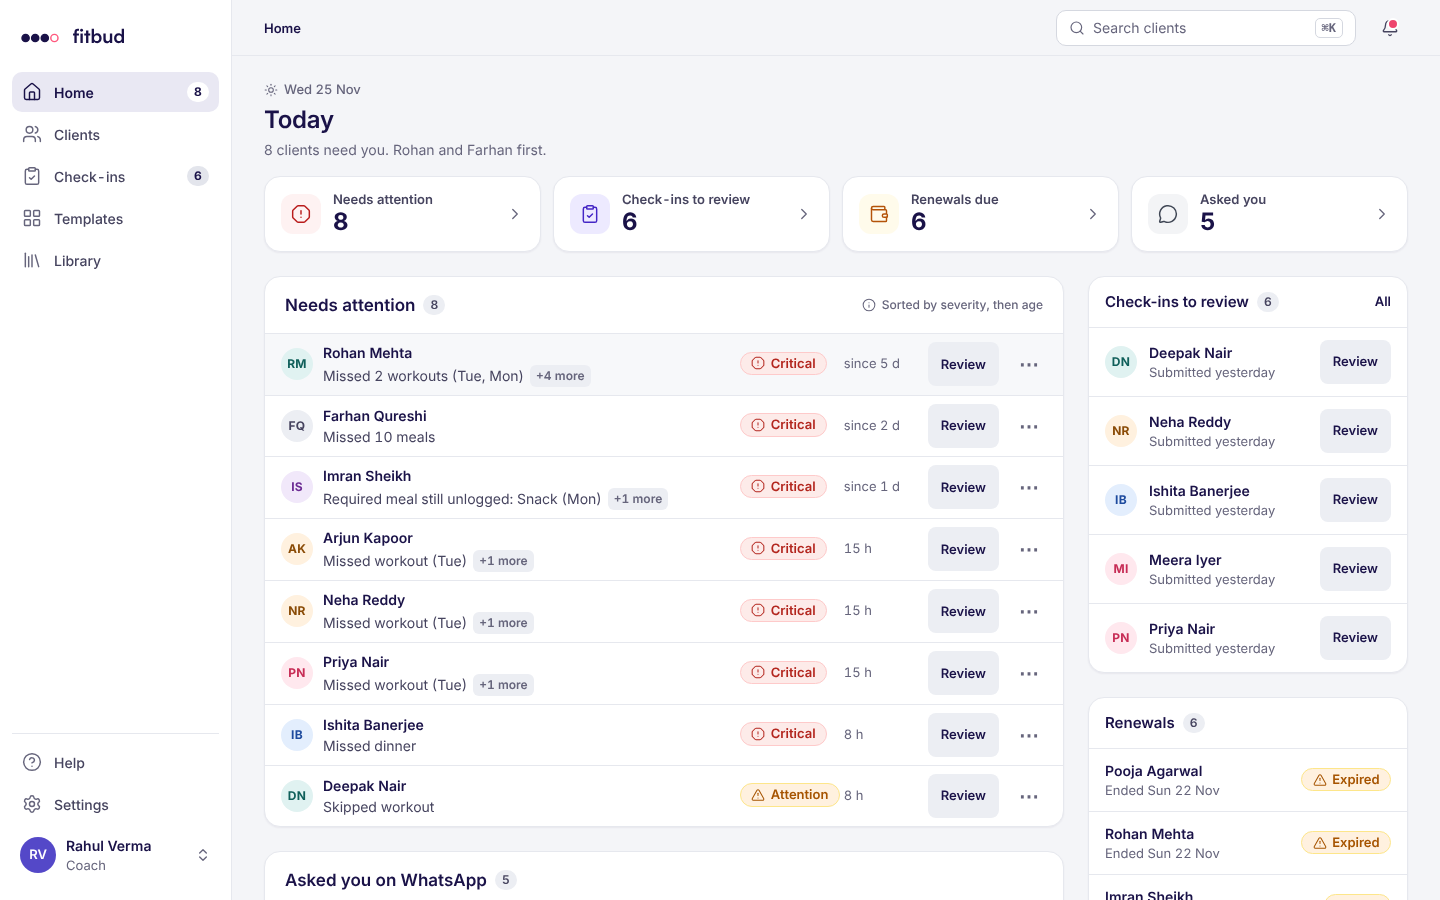 fitbud
Home 8
Clients
Check-ins 6
Templates
Library
Help
Settings
RV
Rahul Verma
Coach
Home
Search clients
⌘K
Wed 25 Nov
Today
8 clients need you. Rohan and Farhan first.
Needs attention
8
Check-ins to review
6
Renewals due
6
Asked you
5
Needs attention 8
Sorted by severity, then age
RM
Rohan Mehta
Missed 2 workouts (Tue, Mon) +4 more
Critical since 5 d Review
FQ
Farhan Qureshi
Missed 10 meals
Critical since 2 d Review
IS
Imran Sheikh
Required meal still unlogged: Snack (Mon) +1 more
Critical since 1 d Review
AK
Arjun Kapoor
Missed workout (Tue) +1 more
Critical 15 h Review
NR
Neha Reddy
Missed workout (Tue) +1 more
Critical 15 h Review
PN
Priya Nair
Missed workout (Tue) +1 more
Critical 15 h Review
IB
Ishita Banerjee
Missed dinner
Critical 8 h Review
DN
Deepak Nair
Skipped workout
Attention 8 h Review
Asked you on WhatsApp 5
Check-ins to review 6 All
DN
Deepak Nair
Submitted yesterday
Review
NR
Neha Reddy
Submitted yesterday
Review
IB
Ishita Banerjee
Submitted yesterday
Review
MI
Meera Iyer
Submitted yesterday
Review
PN
Priya Nair
Submitted yesterday
Review
Renewals 6
Pooja Agarwal
Ended Sun 22 Nov
Expired
Rohan Mehta
Ended Sun 22 Nov
Expired
Imran Sheikh